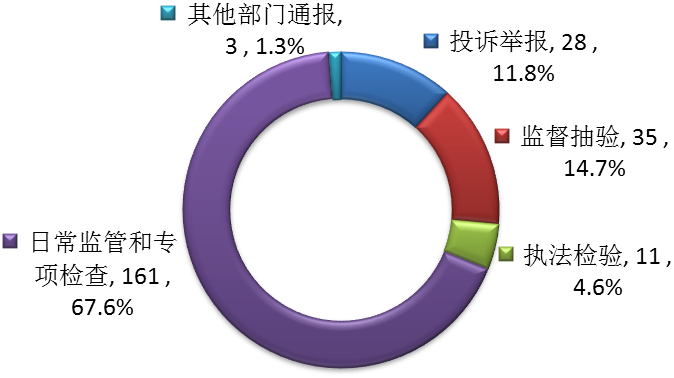 其他部门通报,
3 , 1.3%
投诉举报, 28 ,
11.8%
监督抽验, 35 ,
14.7%
执法检验, 11 ,
4.6%
日常监管和专
项检查, 161 ,
67.6%